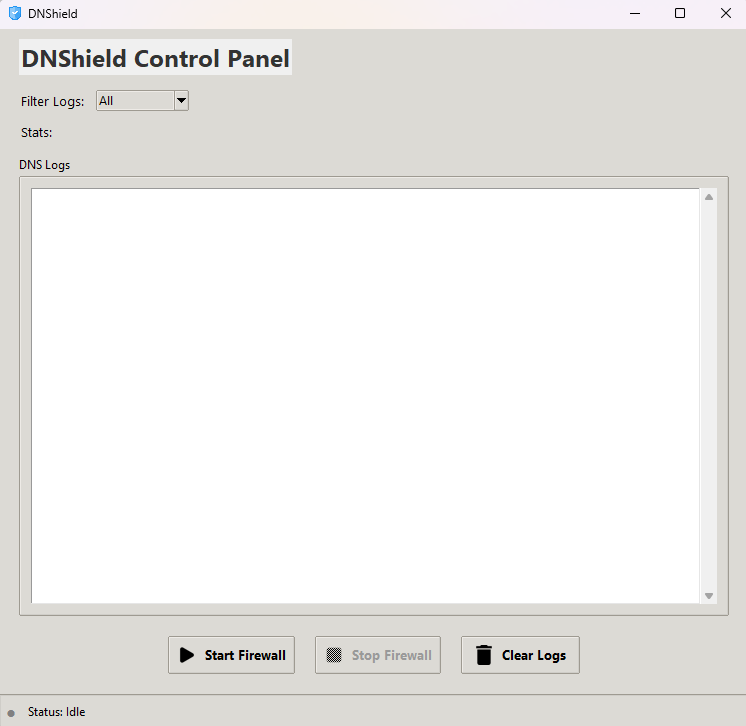 DNShield
DNShield Control Panel
Filter Logs: All
Stats:
DNS Logs
Start Firewall Stop Firewall Clear Logs
Status: Idle